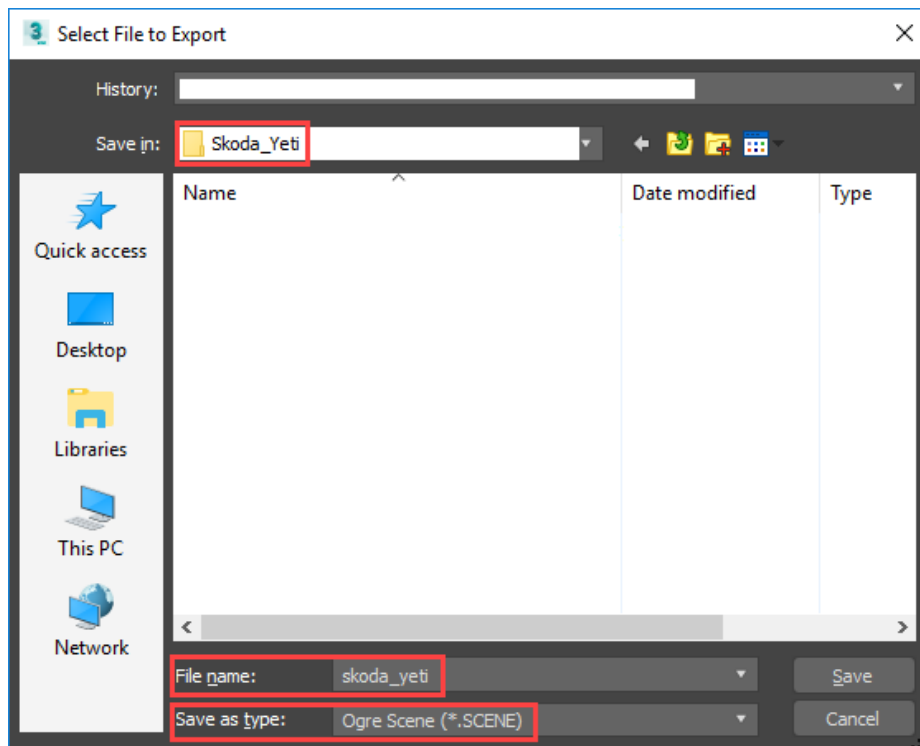 3 Select File to Export
History:
Save in: Skoda_Yeti
Name Date modified Type
Quick access
Desktop
Libraries
This PC
Network
File name: skoda_yeti Save
Save as type: Ogre Scene (*.SCENE) Cancel